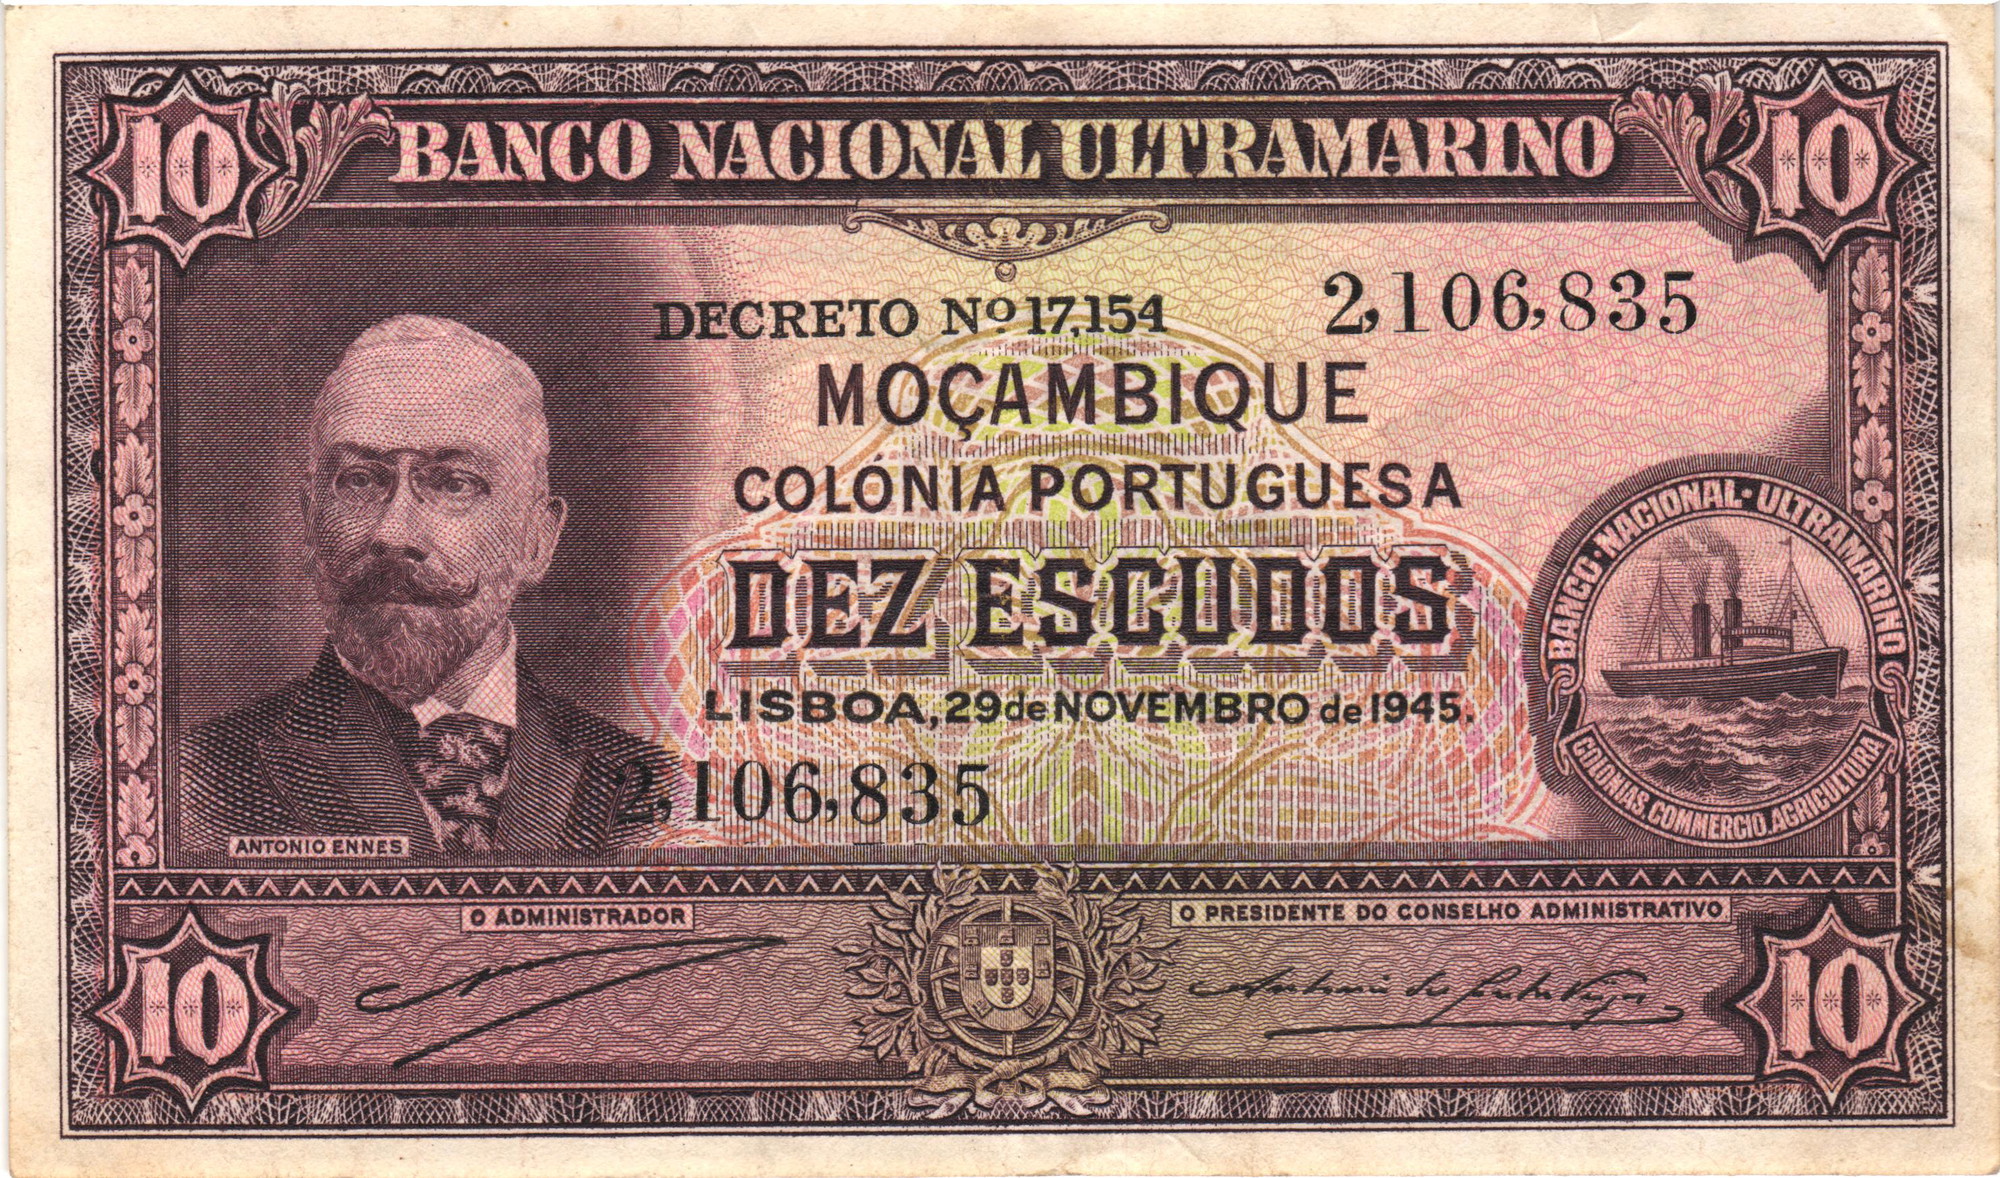 10 BANCO NACIONAL ULTRAMARINO 10
DECRETO Nº 17,154
2,106,835
MOÇAMBIQUE
COLÓNIA PORTUGUESA
DEZ ESCUDOS
LISBOA, 29 de NOVEMBRO de 1945.
2,106,835
BANCO·NACIONAL·ULTRAMARINO
COLONIAS.COMMERCIO.AGRICULTURA
ANTONIO ENNES
O ADMINISTRADOR
O PRESIDENTE DO CONSELHO ADMINISTRATIVO
10
10